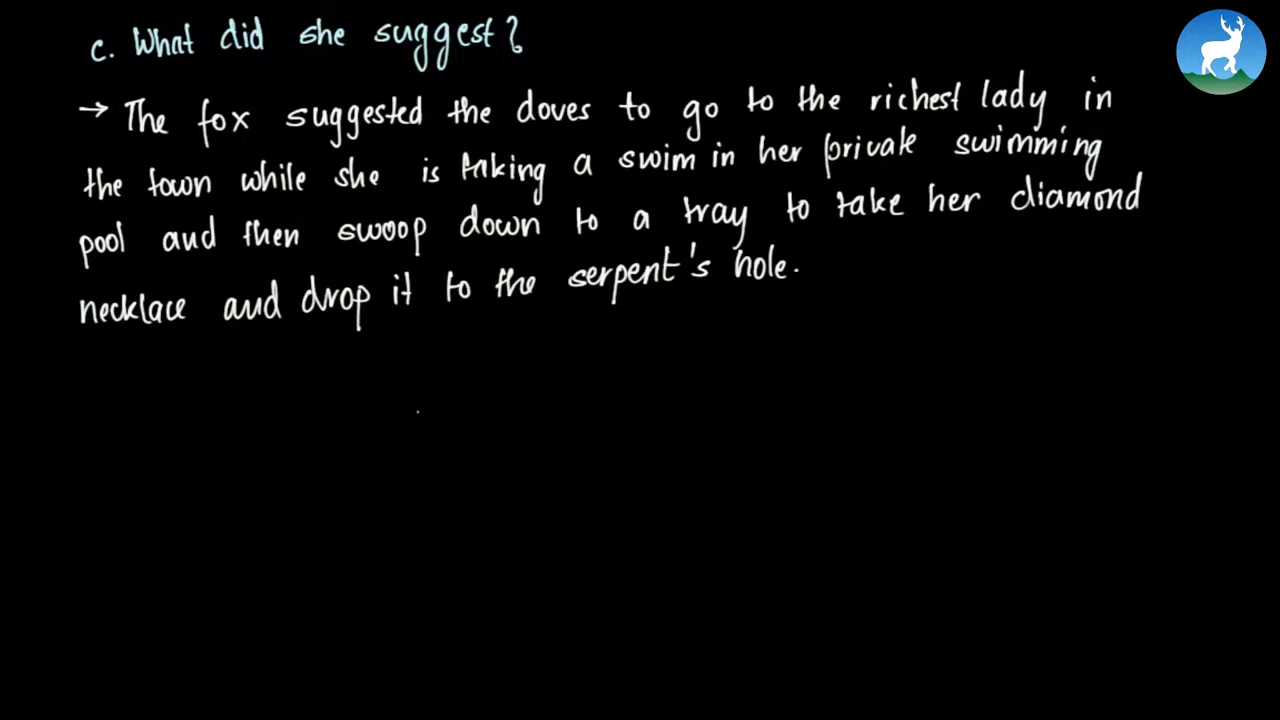 c. What did she suggest?
→ The fox suggested the doves to go to the richest lady in
the town while she is taking a swim in her private swimming
pool and then swoop down to a tray to take her diamond
necklace and drop it to the serpent's hole.